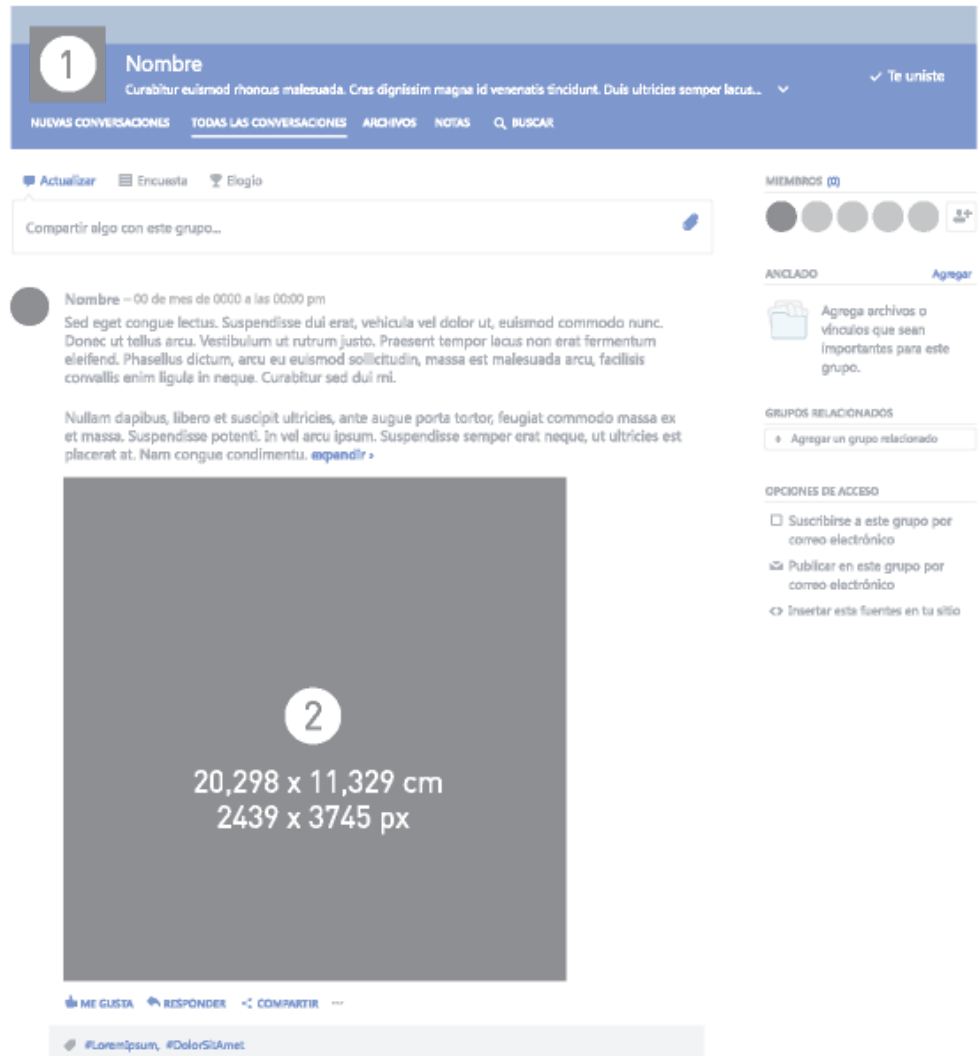 1
Nombre
Curabitur euismod rhoncus malesuada. Cras dignissim magna id venenatis tincidunt. Duis ultricies semper lacus...
✓ Te uniste
NUEVAS CONVERSACIONES TODAS LAS CONVERSACIONES ARCHIVOS NOTAS BUSCAR
Actualizar Encuesta Elogio
Compartir algo con este grupo...
Nombre – 00 de mes de 0000 a las 00:00 pm
Sed eget congue lectus. Suspendisse dui erat, vehicula vel dolor ut, euismod commodo nunc.
Donec ut tellus arcu. Vestibulum ut rutrum justo. Praesent tempor lacus non erat fermentum
eleifend. Phasellus dictum, arcu eu euismod sollicitudin, massa est malesuada arcu, facilisis
convallis enim ligula in neque. Curabitur sed dui mi.
Nullam dapibus, libero et suscipit ultricies, ante augue porta tortor, feugiat commodo massa ex
et massa. Suspendisse potenti. In vel arcu ipsum. Suspendisse semper erat neque, ut ultricies est
placerat at. Nam congue condimentu. expandir ›
2
20,298 x 11,329 cm
2439 x 3745 px
ME GUSTA RESPONDER COMPARTIR ...
#LoremIpsum, #DolorSitAmet
MIEMBROS (0)
ANCLADO Agregar
Agrega archivos o
vínculos que sean
importantes para este
grupo.
GRUPOS RELACIONADOS
+ Agregar un grupo relacionado
OPCIONES DE ACCESO
Suscribirse a este grupo por
correo electrónico
Publicar en este grupo por
correo electrónico
Insertar esta fuentes en tu sitio